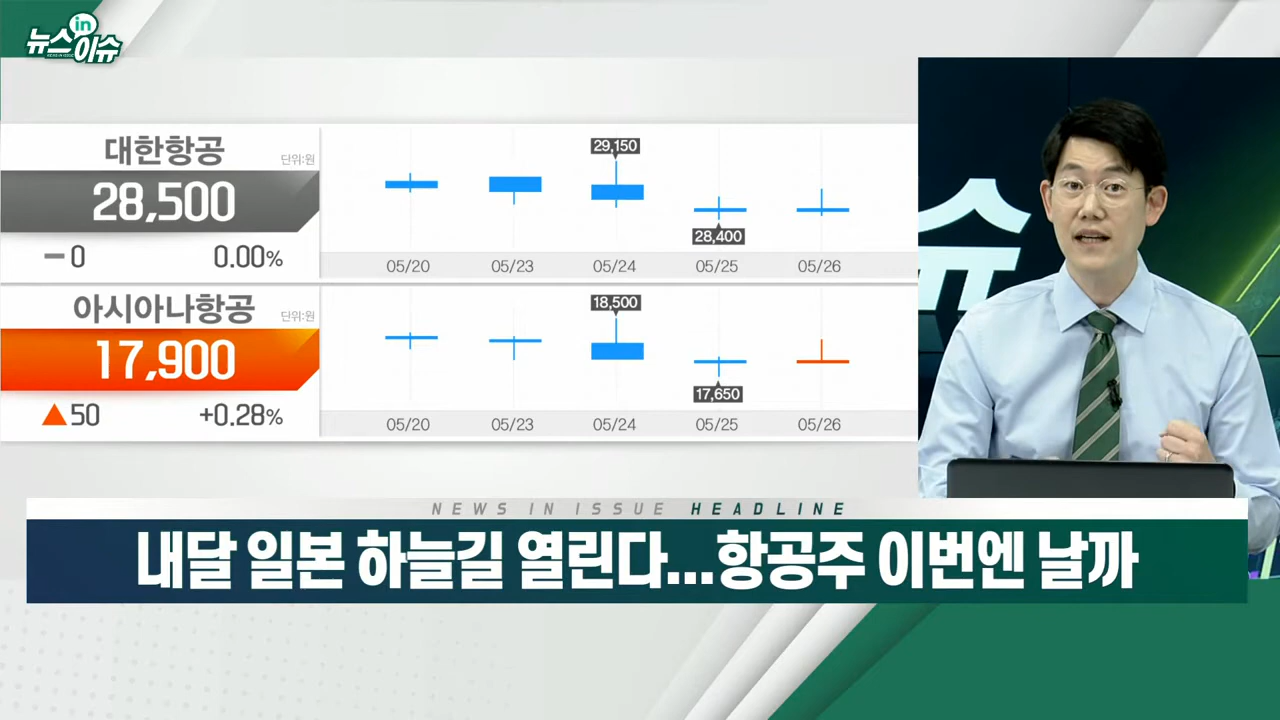 뉴스in이슈
대한항공
단위:원
28,500
0
0.00%
29,150
28,400
05/20 05/23 05/24 05/25 05/26
아시아나항공
단위:원
17,900
▲50
+0.28%
18,500
17,650
05/20 05/23 05/24 05/25 05/26
슈
NEWS IN ISSUE HEADLINE
내달 일본 하늘길 열린다...항공주 이번엔 날까